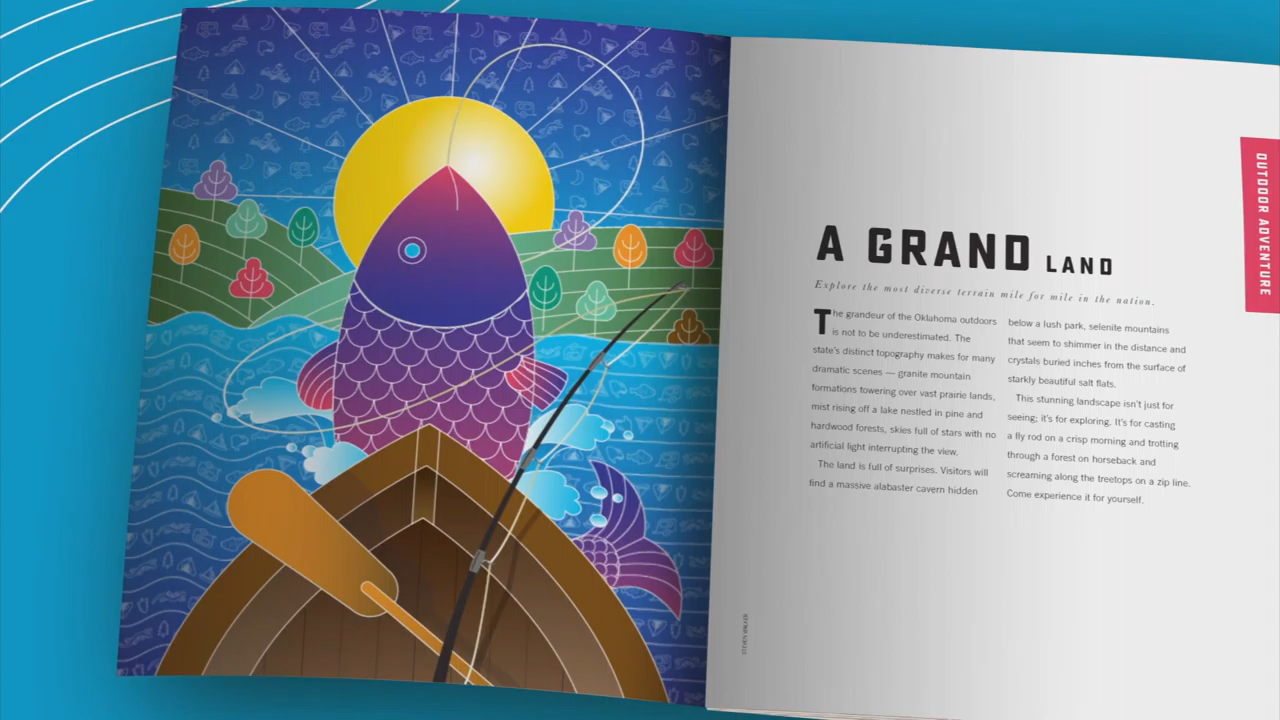 A GRAND LAND
Explore the most diverse terrain mile for mile in the nation.
The grandeur of the Oklahoma outdoors
is not to be underestimated. The
state's distinct topography makes for many
dramatic scenes — granite mountain
formations towering over vast prairie lands,
mist rising off a lake nestled in pine and
hardwood forests, skies full of stars with no
artificial light interrupting the view.
The land is full of surprises. Visitors will
find a massive alabaster cavern hidden
below a lush park, selenite mountains
that seem to shimmer in the distance and
crystals buried inches from the surface of
starkly beautiful salt flats.
This stunning landscape isn't just for
seeing; it's for exploring. It's for casting
a fly rod on a crisp morning and trotting
through a forest on horseback and
screaming along the treetops on a zip line.
Come experience it for yourself.
OUTDOOR ADVENTURE